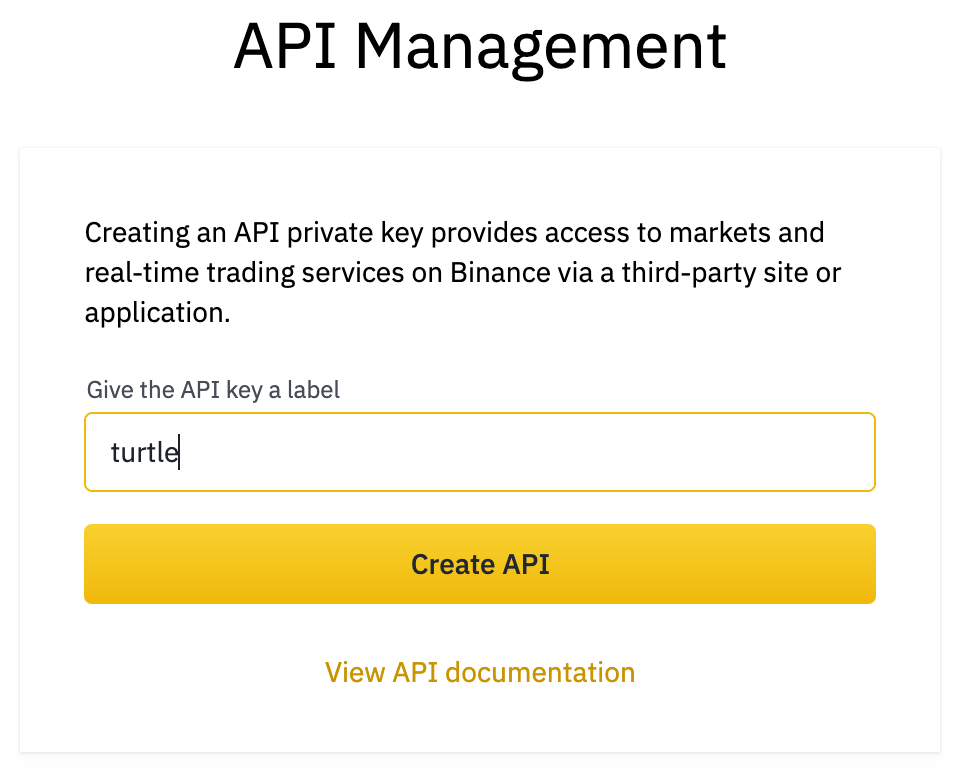 API Management
Creating an API private key provides access to markets and
real-time trading services on Binance via a third-party site or
application.
Give the API key a label
turtle
Create API
View API documentation